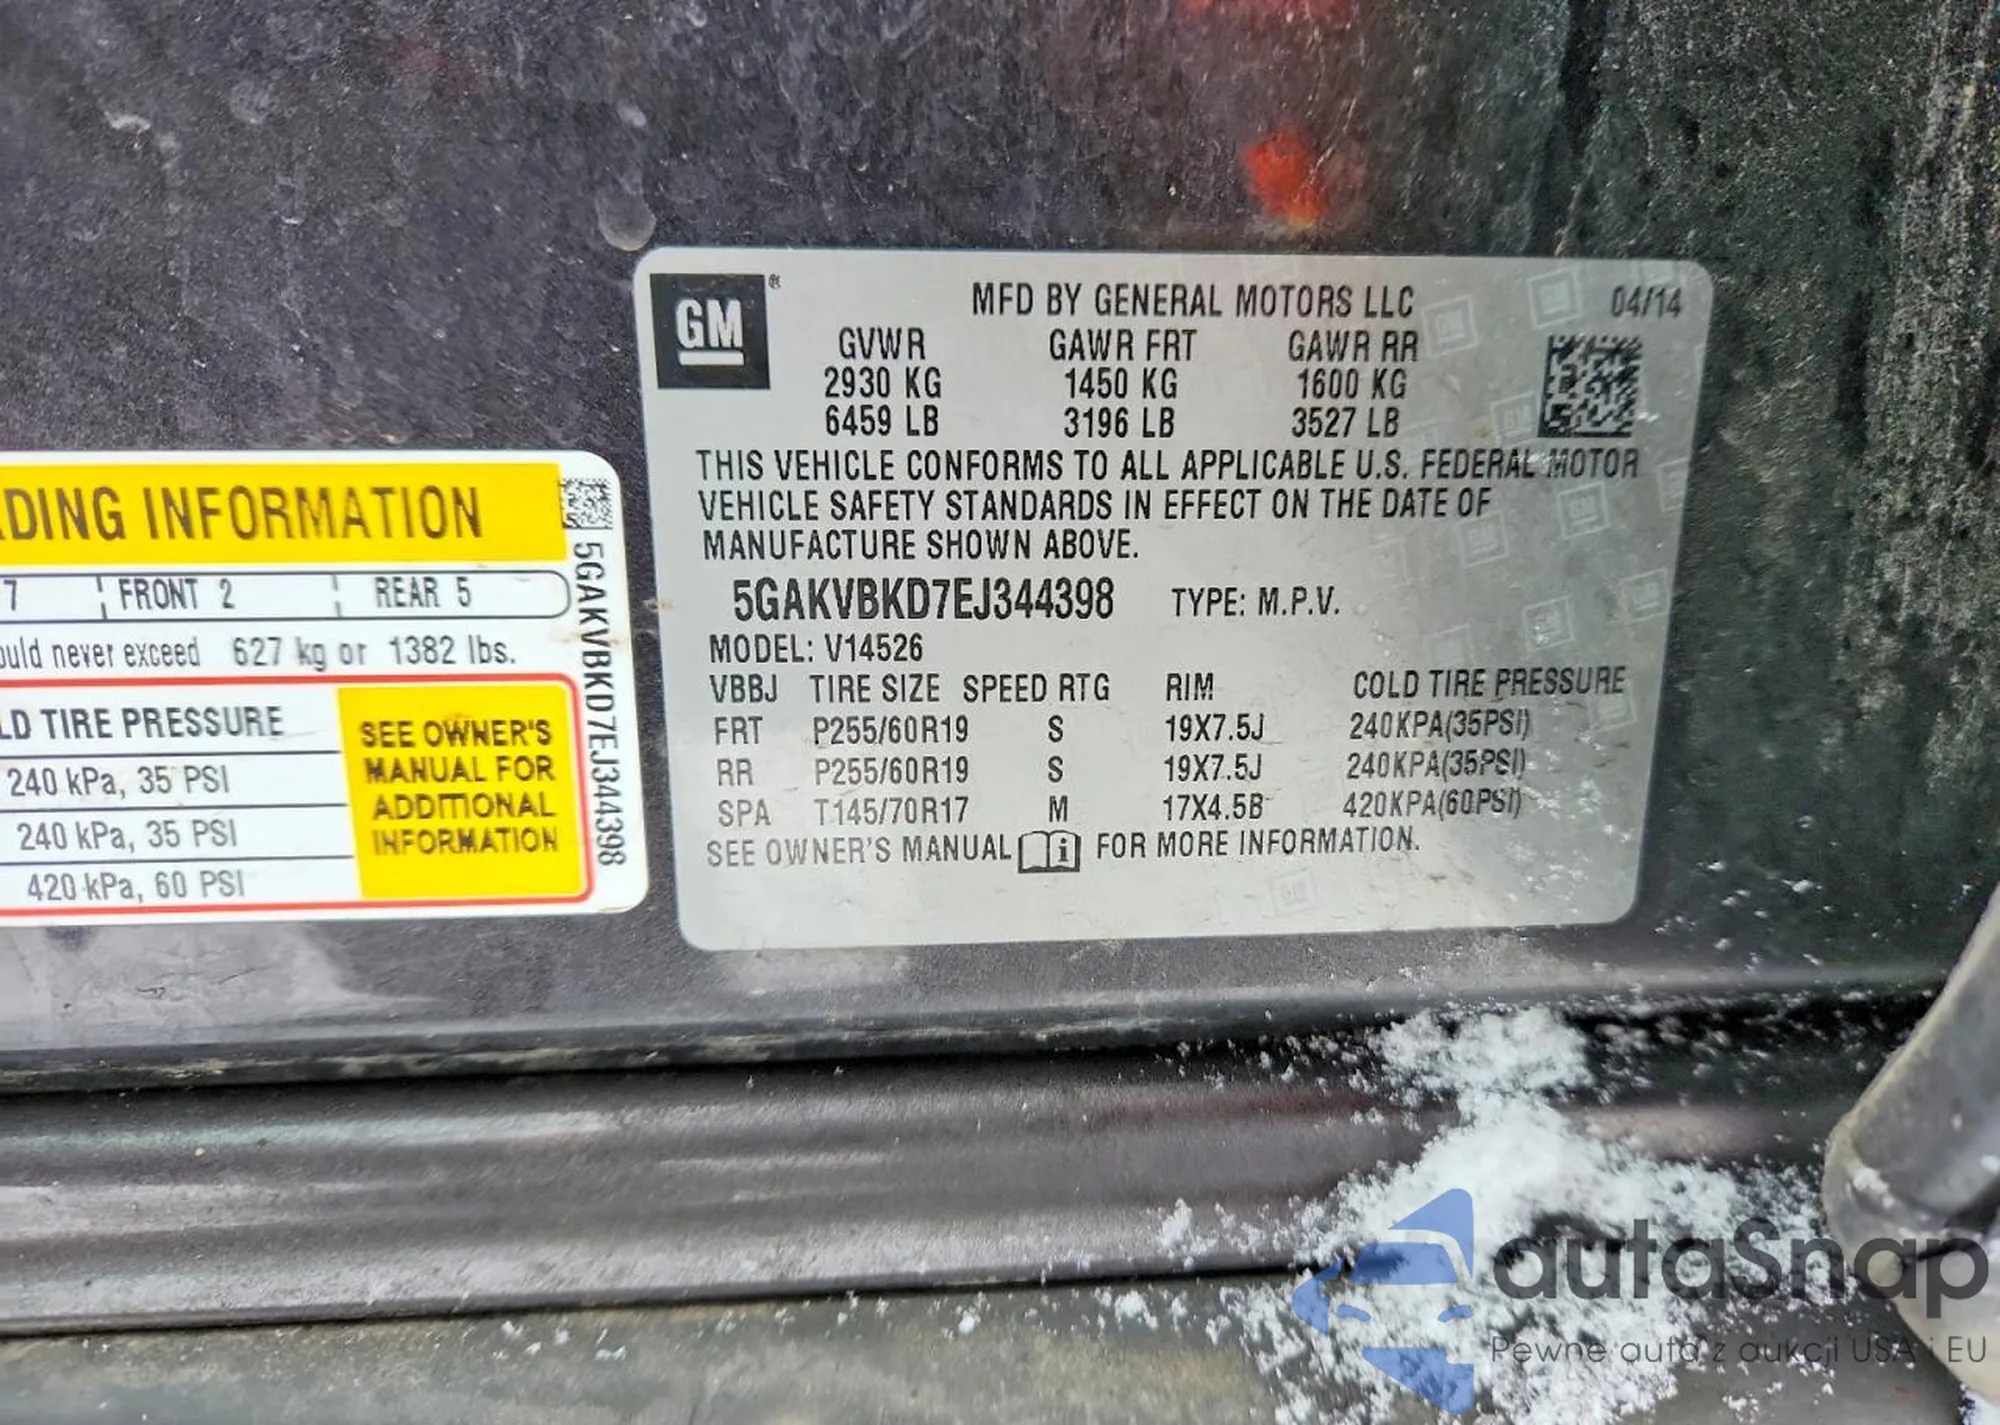 GM ®
MFD BY GENERAL MOTORS LLC 04/14
GVWR GAWR FRT GAWR RR
2930 KG 1450 KG 1600 KG
6459 LB 3196 LB 3527 LB
THIS VEHICLE CONFORMS TO ALL APPLICABLE U.S. FEDERAL MOTOR
VEHICLE SAFETY STANDARDS IN EFFECT ON THE DATE OF
MANUFACTURE SHOWN ABOVE.
5GAKVBKD7EJ344398 TYPE: M.P.V.
MODEL: V14526
VBBJ TIRE SIZE SPEED RTG RIM COLD TIRE PRESSURE
FRT P255/60R19 S 19X7.5J 240KPA(35PSI)
RR P255/60R19 S 19X7.5J 240KPA(35PSI)
SPA T145/70R17 M 17X4.5B 420KPA(60PSI)
SEE OWNER'S MANUAL i FOR MORE INFORMATION.
DING INFORMATION
7 FRONT 2 REAR 5
ould never exceed 627 kg or 1382 lbs.
LD TIRE PRESSURE
240 kPa, 35 PSI
240 kPa, 35 PSI
420 kPa, 60 PSI
SEE OWNER'S
MANUAL FOR
ADDITIONAL
INFORMATION
5GAKVBKD7EJ344398
autaSnap
Pewne auta z aukcji USA i EU